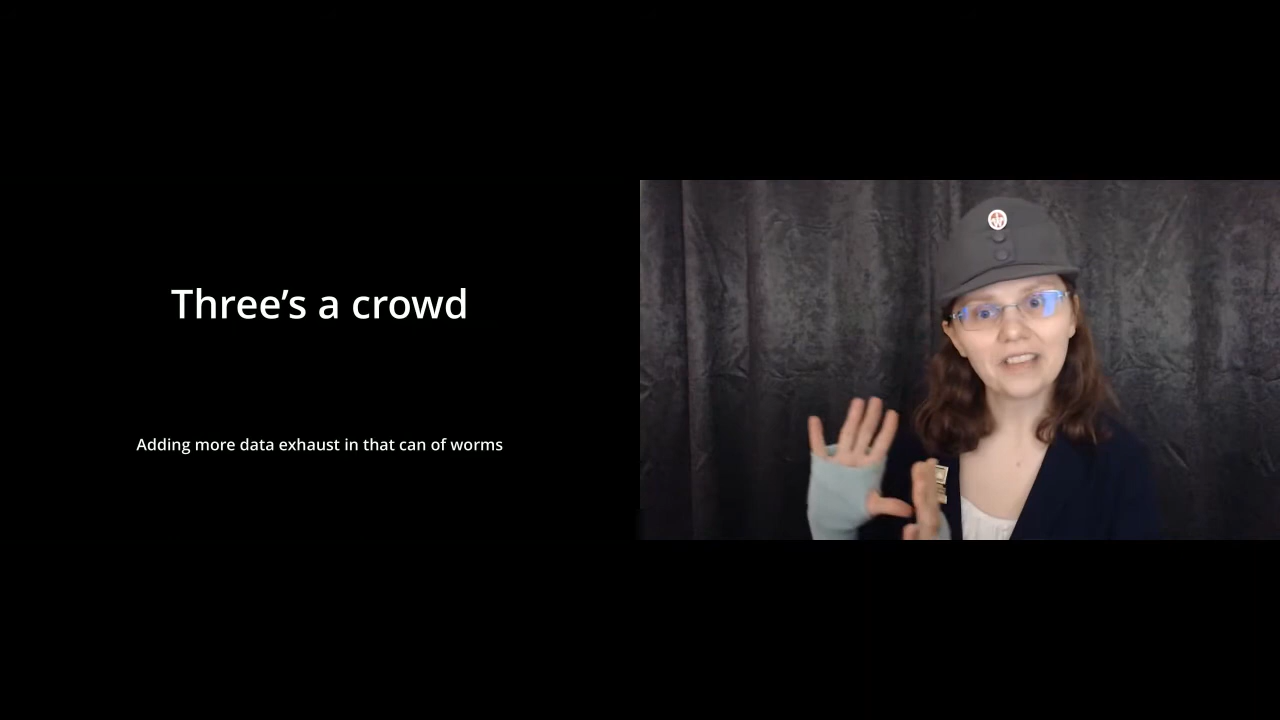 Three’s a crowd
Adding more data exhaust in that can of worms